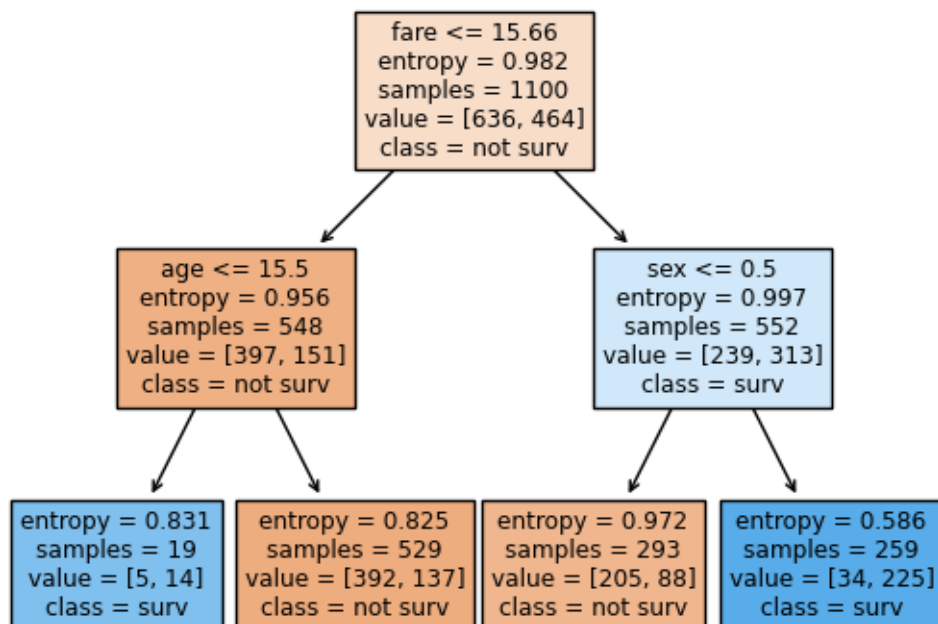 fare <= 15.66
entropy = 0.982
samples = 1100
value = [636, 464]
class = not surv
age <= 15.5
entropy = 0.956
samples = 548
value = [397, 151]
class = not surv
sex <= 0.5
entropy = 0.997
samples = 552
value = [239, 313]
class = surv
entropy = 0.831
samples = 19
value = [5, 14]
class = surv
entropy = 0.825
samples = 529
value = [392, 137]
class = not surv
entropy = 0.972
samples = 293
value = [205, 88]
class = not surv
entropy = 0.586
samples = 259
value = [34, 225]
class = surv